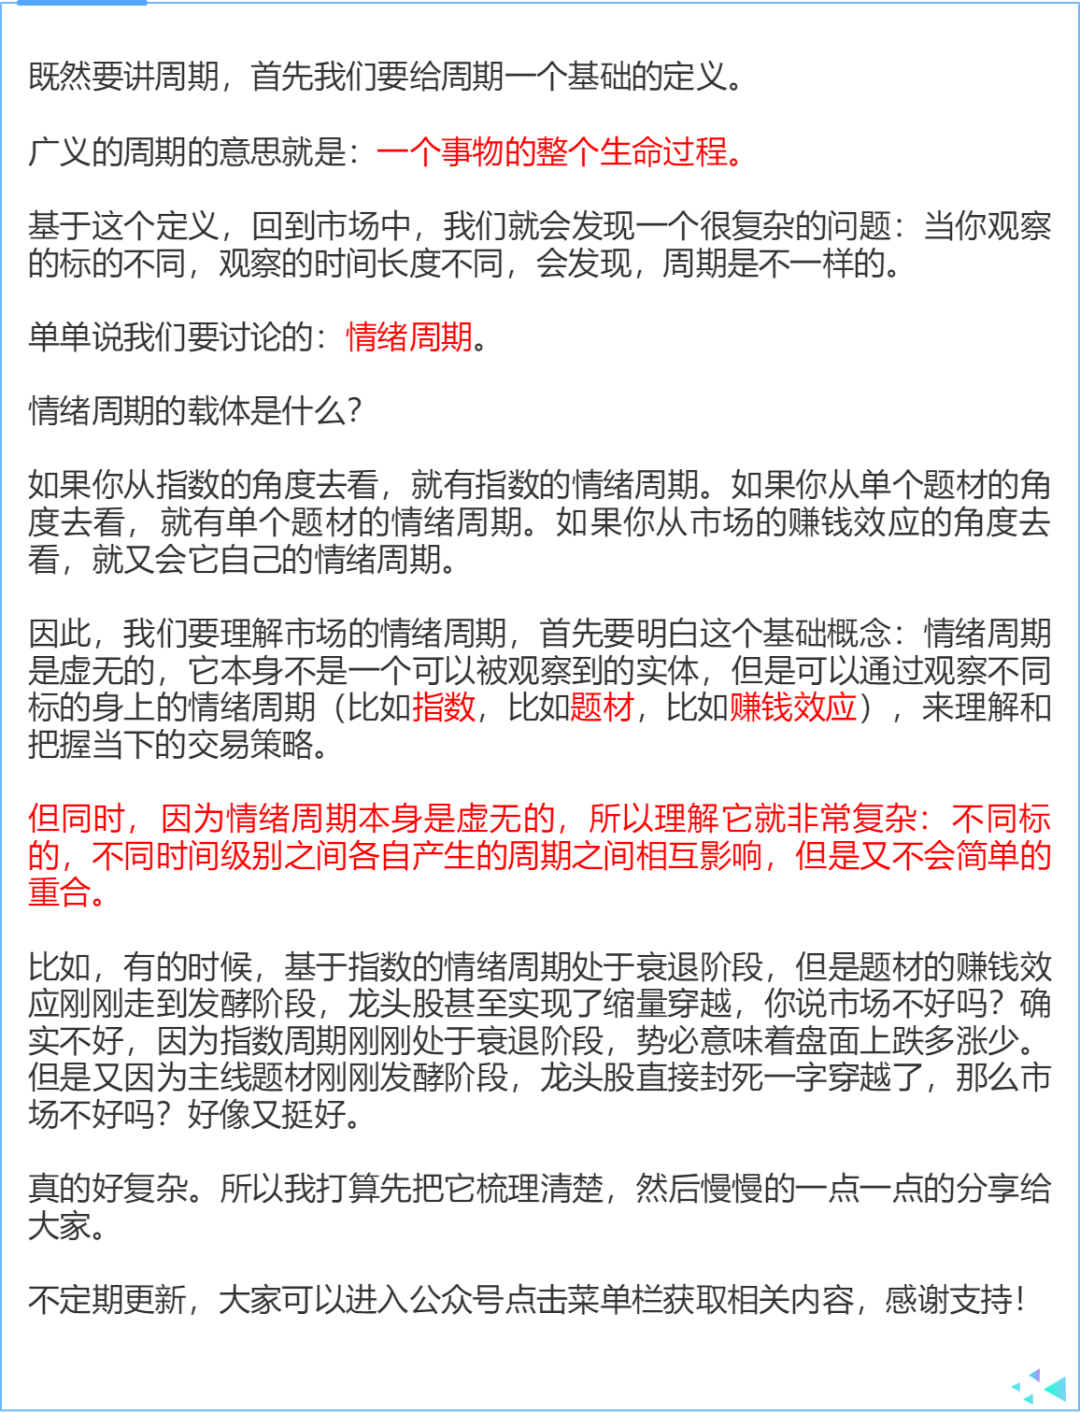 既然要讲周期，首先我们要给周期一个基础的定义。
广义的周期的意思就是：一个事物的整个生命过程。
基于这个定义，回到市场中，我们就会发现一个很复杂的问题：当你观察
的标的不同，观察的时间长度不同，会发现，周期是不一样的。
单单说我们要讨论的：情绪周期。
情绪周期的载体是什么？
如果你从指数的角度去看，就有指数的情绪周期。如果你从单个题材的角
度去看，就有单个题材的情绪周期。如果你从市场的赚钱效应的角度去
看，就又会它自己的情绪周期。
因此，我们要理解市场的情绪周期，首先要明白这个基础概念：情绪周期
是虚无的，它本身不是一个可以被观察到的实体，但是可以通过观察不同
标的身上的情绪周期（比如指数，比如题材，比如赚钱效应），来理解和
把握当下的交易策略。
但同时，因为情绪周期本身是虚无的，所以理解它就非常复杂：不同标
的，不同时间级别之间各自产生的周期之间相互影响，但是又不会简单的
重合。
比如，有的时候，基于指数的情绪周期处于衰退阶段，但是题材的赚钱效
应刚刚走到发酵阶段，龙头股甚至实现了缩量穿越，你说市场不好吗？确
实不好，因为指数周期刚刚处于衰退阶段，势必意味着盘面上跌多涨少。
但是又因为主线题材刚刚发酵阶段，龙头股直接封死一字穿越了，那么市
场不好吗？好像又挺好。
真的好复杂。所以我打算先把它梳理清楚，然后慢慢的一点一点的分享给
大家。
不定期更新，大家可以进入公众号点击菜单栏获取相关内容，感谢支持！